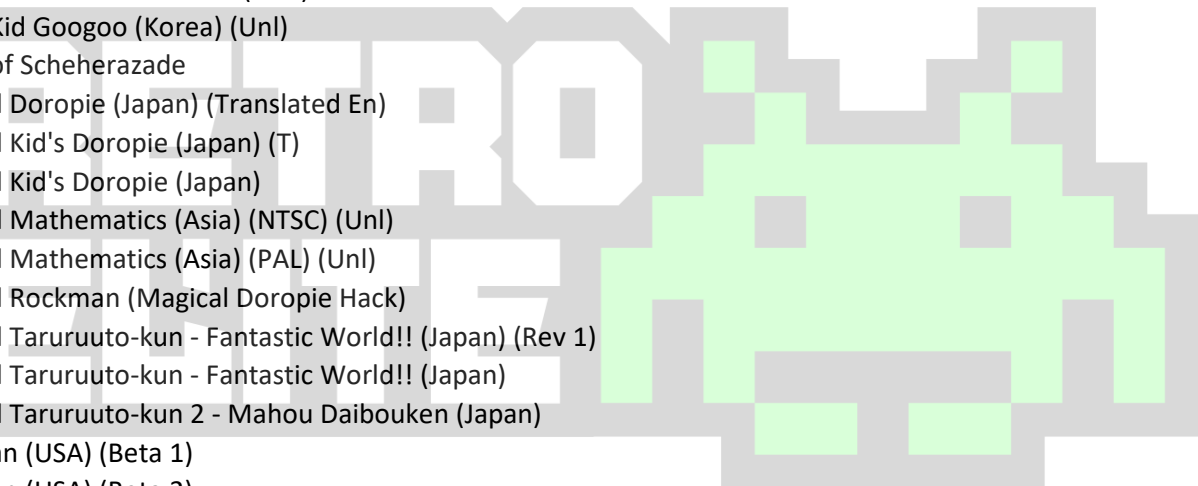 Kid Googoo (Korea) (Unl)
of Scheherazade
l Doropie (Japan) (Translated En)
l Kid's Doropie (Japan) (T)
l Kid's Doropie (Japan)
l Mathematics (Asia) (NTSC) (Unl)
l Mathematics (Asia) (PAL) (Unl)
l Rockman (Magical Doropie Hack)
l Taruruuto-kun - Fantastic World!! (Japan) (Rev 1)
l Taruruuto-kun - Fantastic World!! (Japan)
l Taruruuto-kun 2 - Mahou Daibouken (Japan)
an (USA) (Beta 1)
RETRO